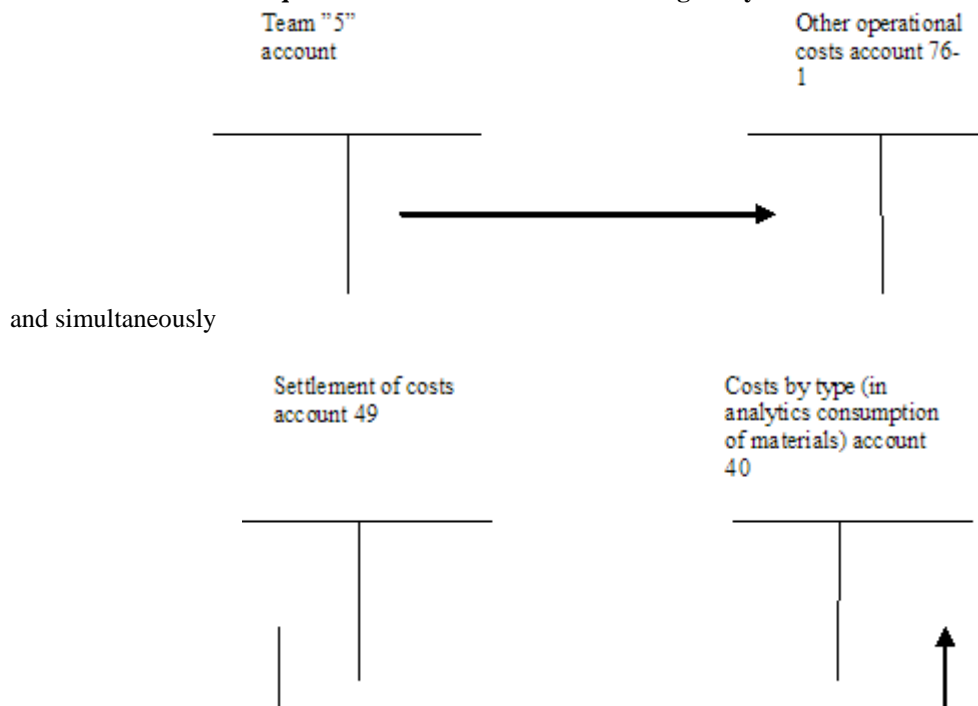 Team ”5”
account
Other operational
costs account 76-
1
and simultaneously
Settlement of costs
account 49
Costs by type (in
analytics consumption
of materials) account
40